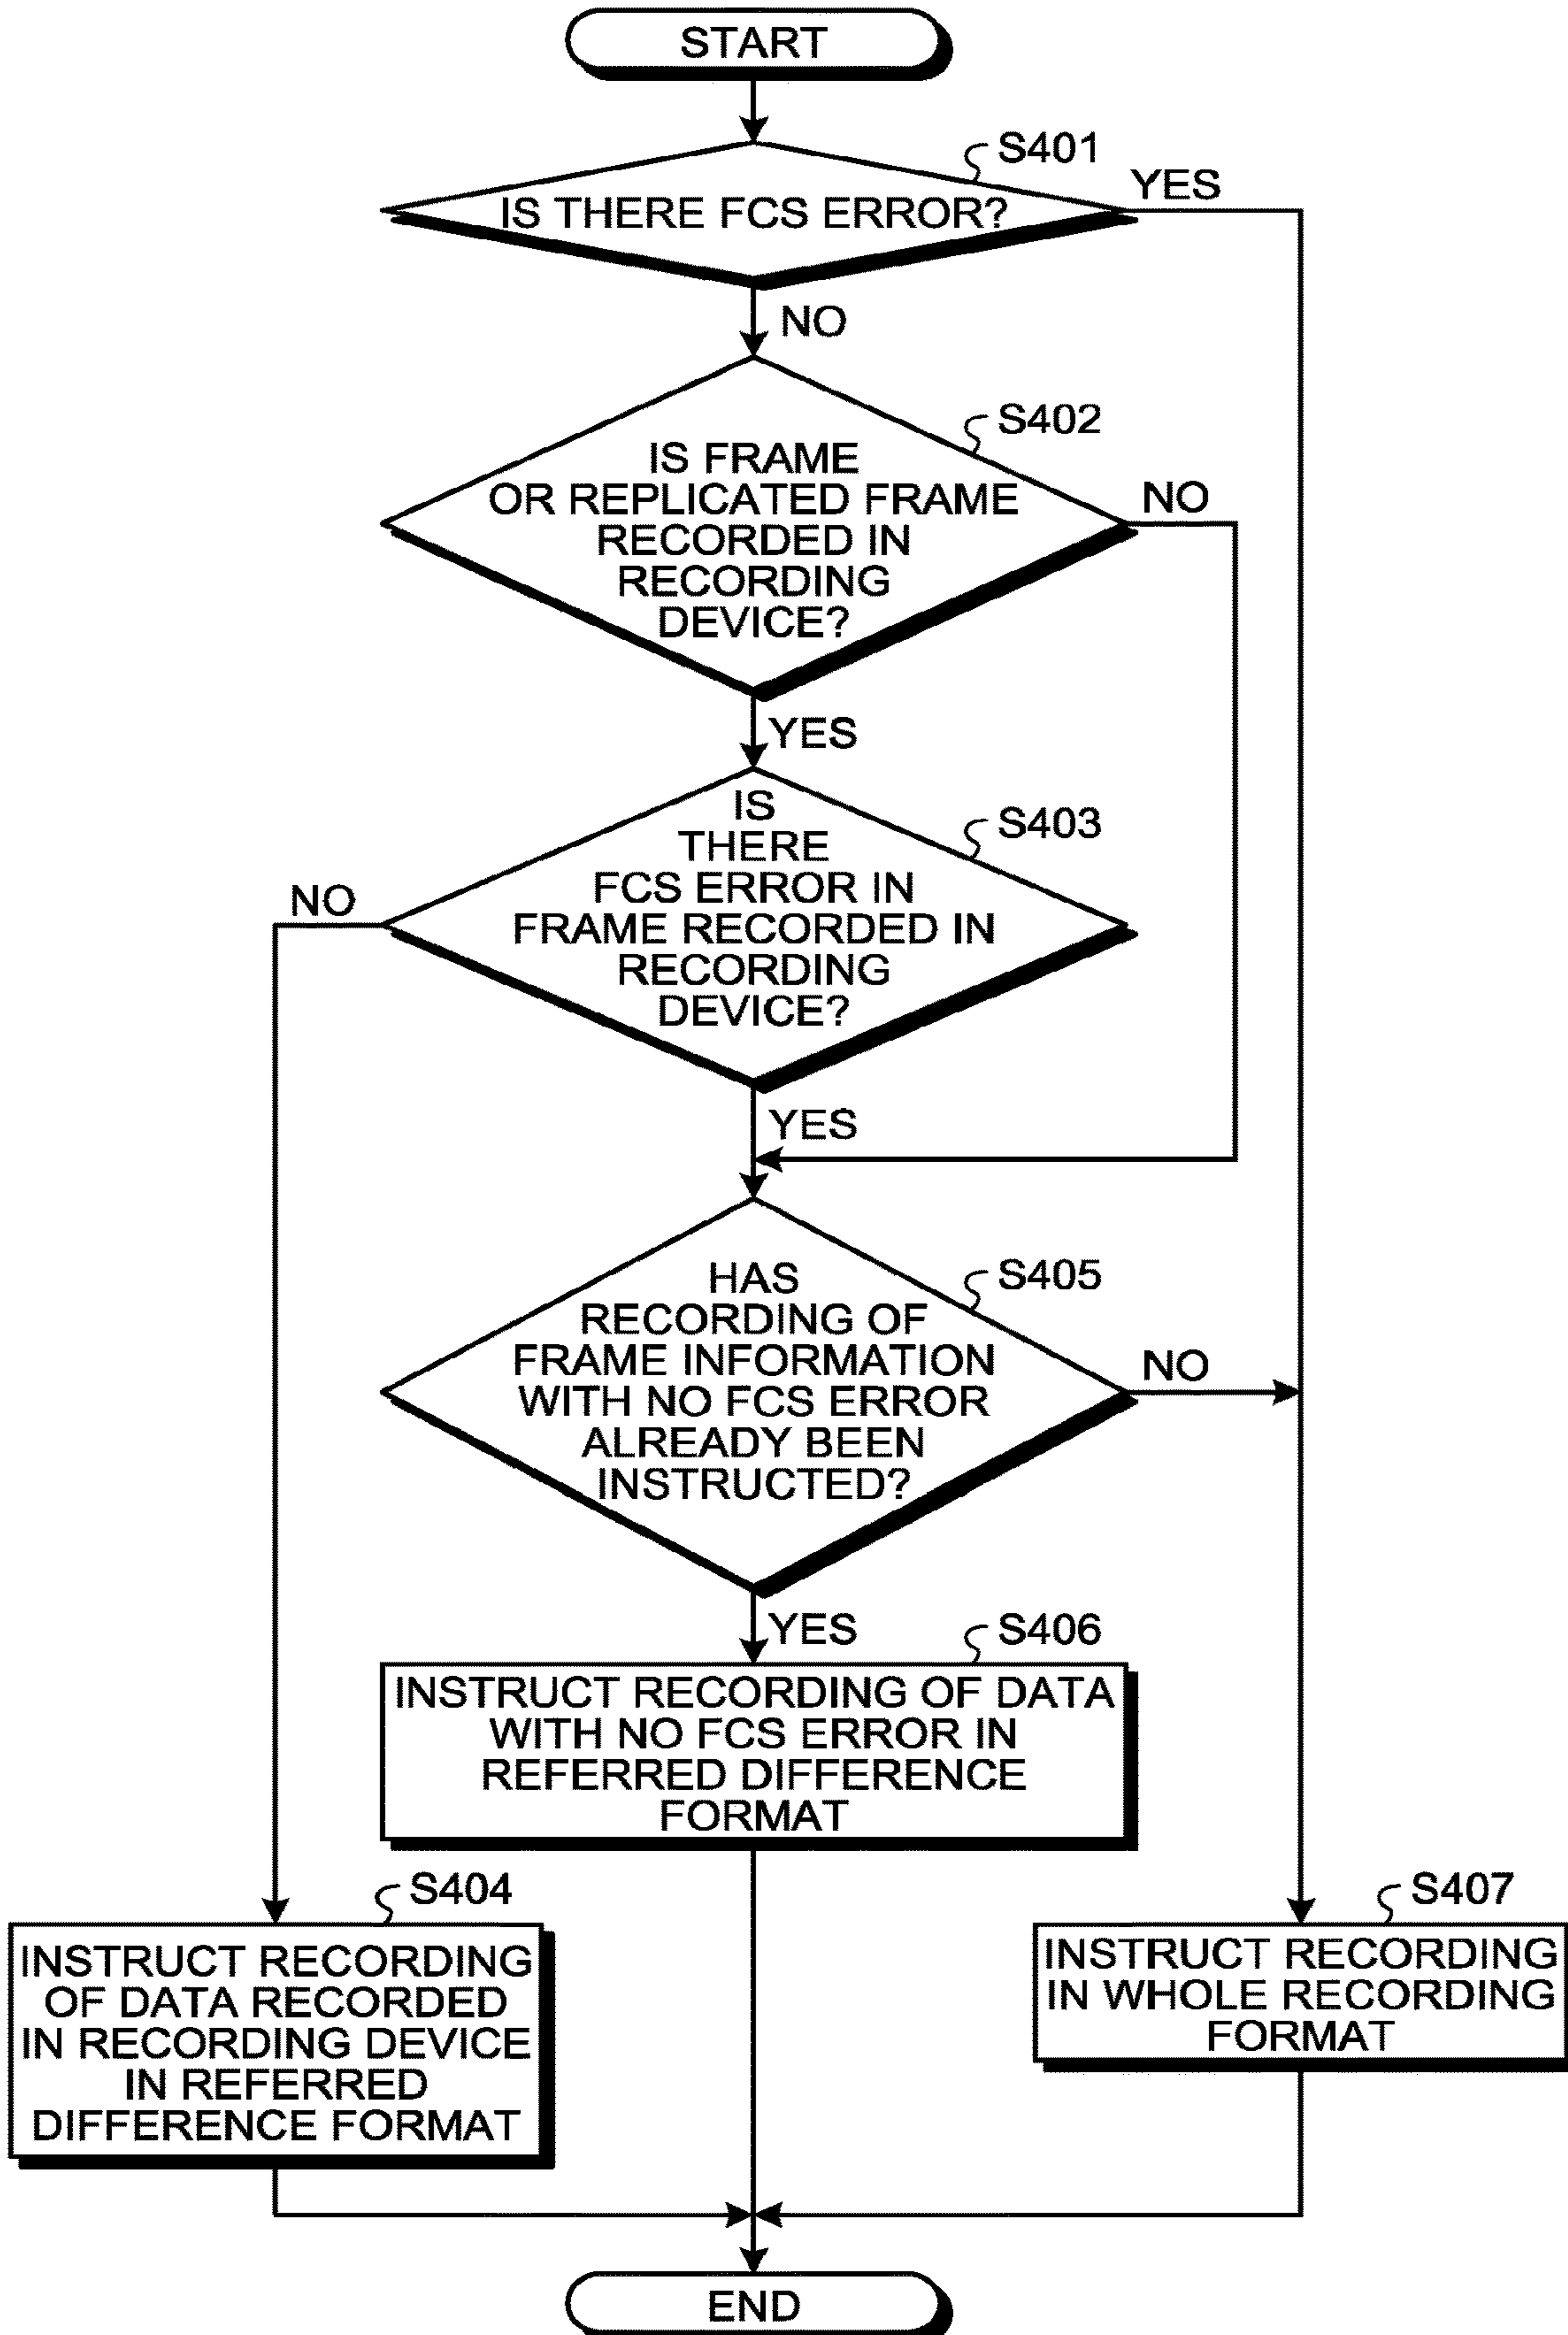 START
S401
YES
IS THERE FCS ERROR?
NO
S402
IS FRAME
OR REPLICATED FRAME
RECORDED IN
RECORDING
DEVICE?
NO
YES
S403
IS
THERE
FCS ERROR IN
FRAME RECORDED IN
RECORDING
DEVICE?
NO
YES
S405
HAS
RECORDING OF
FRAME INFORMATION
WITH NO FCS ERROR
ALREADY BEEN
INSTRUCTED?
NO
YES
S406
INSTRUCT RECORDING OF DATA
WITH NO FCS ERROR IN
REFERRED DIFFERENCE
FORMAT
S404
INSTRUCT RECORDING
OF DATA RECORDED
IN RECORDING DEVICE
IN REFERRED
DIFFERENCE FORMAT
S407
INSTRUCT RECORDING
IN WHOLE RECORDING
FORMAT
END